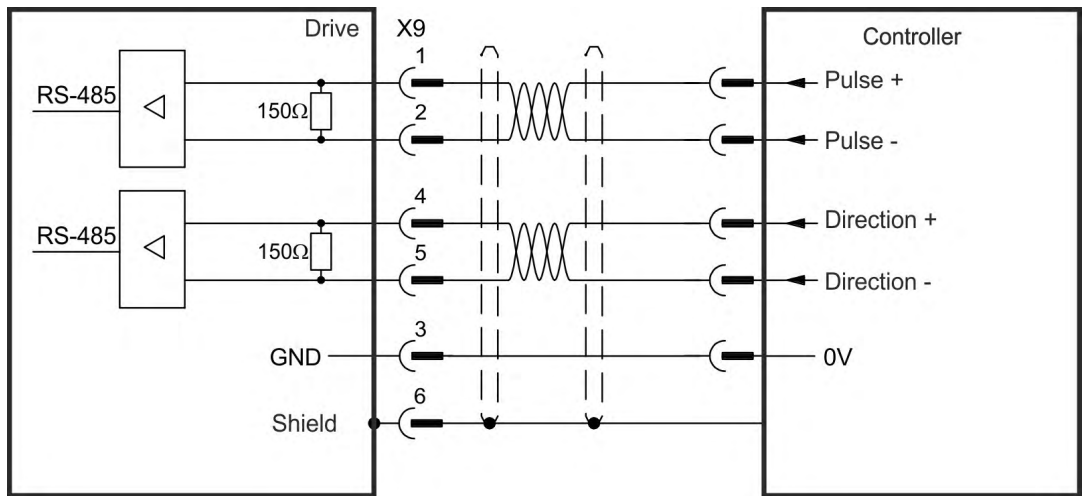 Drive
X9
Controller
1
Pulse +
RS-485
150Ω
2
Pulse -
4
Direction +
RS-485
150Ω
5
Direction -
3
GND
0V
6
Shield